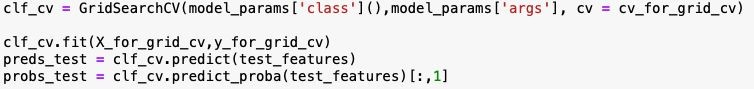 clf_cv = GridSearchCV(model_params['class'](),model_params['args'], cv = cv_for_grid_cv)
clf_cv.fit(X_for_grid_cv,y_for_grid_cv)
preds_test = clf_cv.predict(test_features)
probs_test = clf_cv.predict_proba(test_features)[:,1]